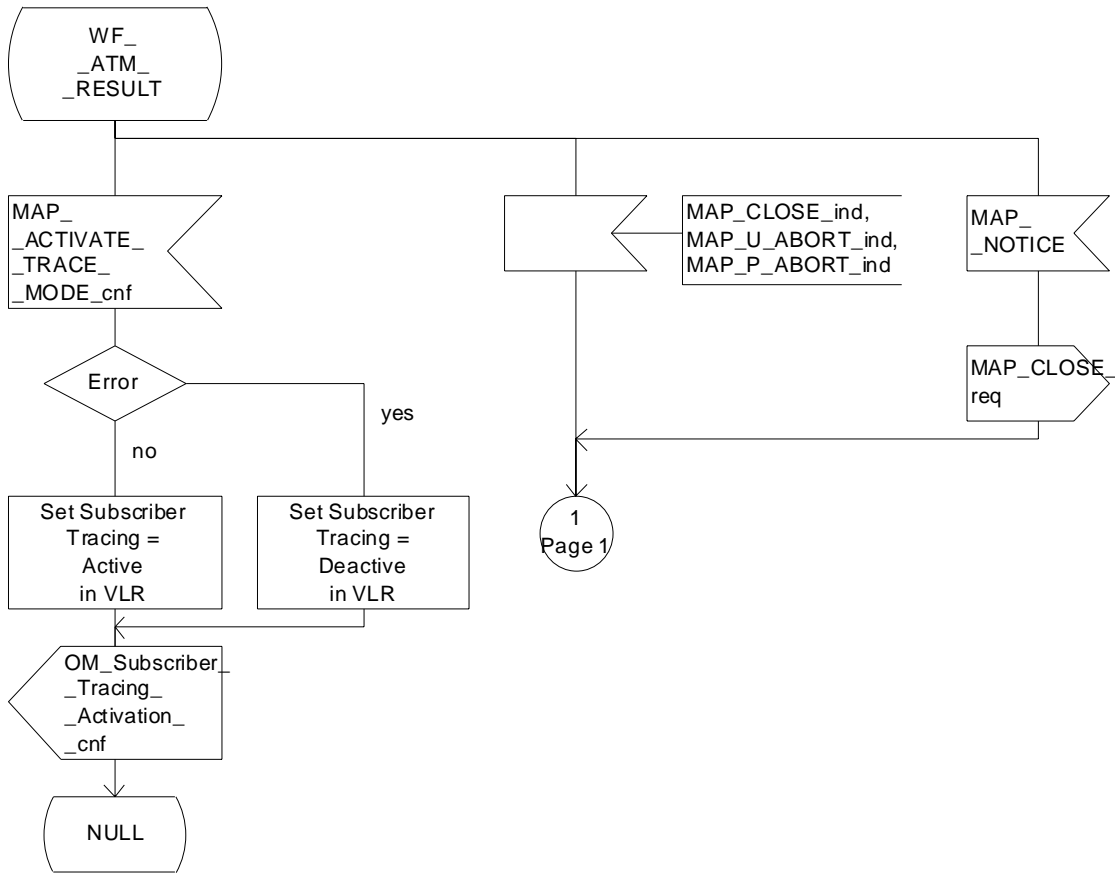 WF_
_ATM_
_RESULT
MAP_
_ACTIVATE_
_TRACE_
_MODE_cnf
MAP_CLOSE_ind,
MAP_U_ABORT_ind,
MAP_P_ABORT_ind
MAP_
_NOTICE
Error
yes
no
MAP_CLOSE_
req
Set Subscriber
Tracing =
Active
in VLR
Set Subscriber
Tracing =
Deactive
in VLR
1
Page 1
OM_Subscriber_
_Tracing_
_Activation_
_cnf
NULL